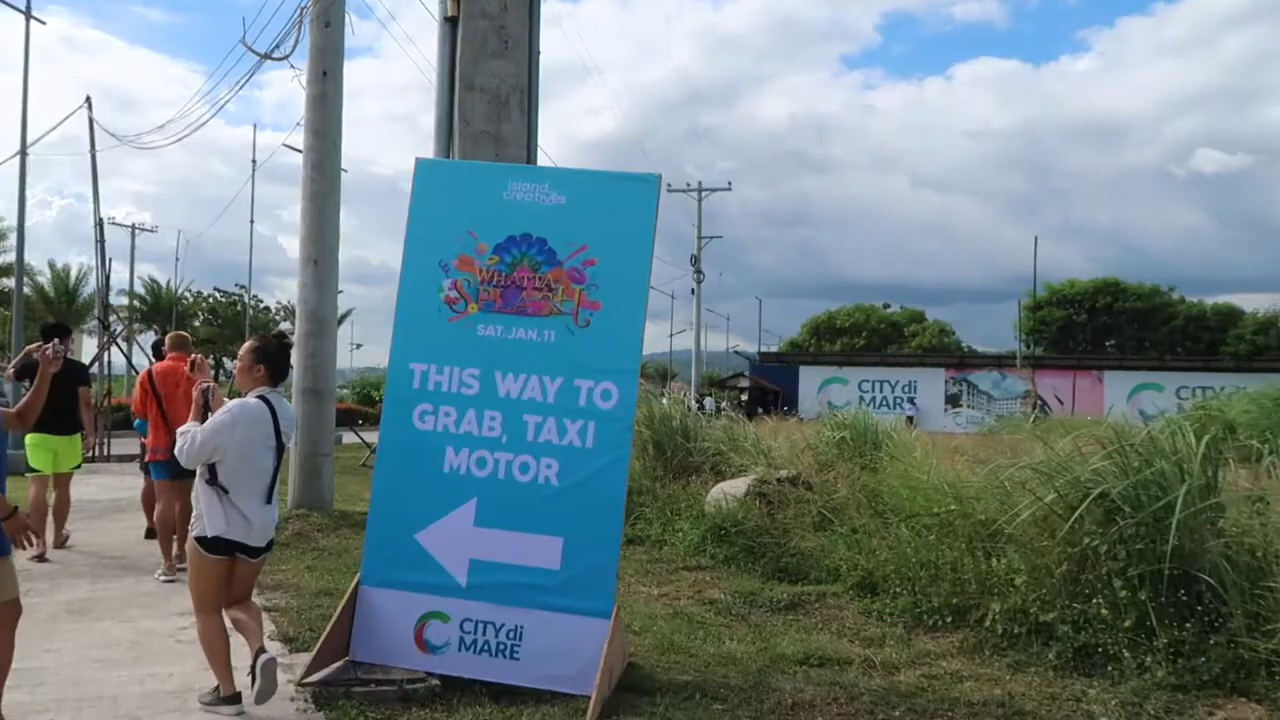 island
creatives
WHATTA
SPLASH
SAT.JAN.11
THIS WAY TO
GRAB, TAXI
MOTOR
CITY di
MARE
CITY di
MARE
CITY di